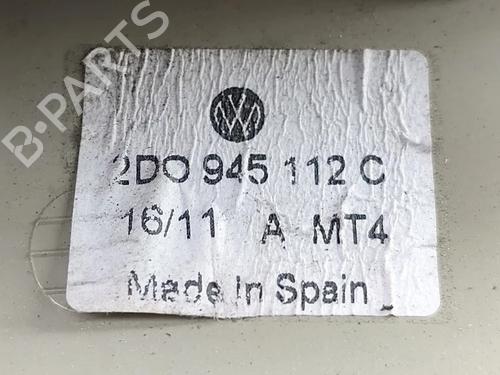 B-PARTS
2DO 945 112 C
16/11 A MT4
Made In Spain